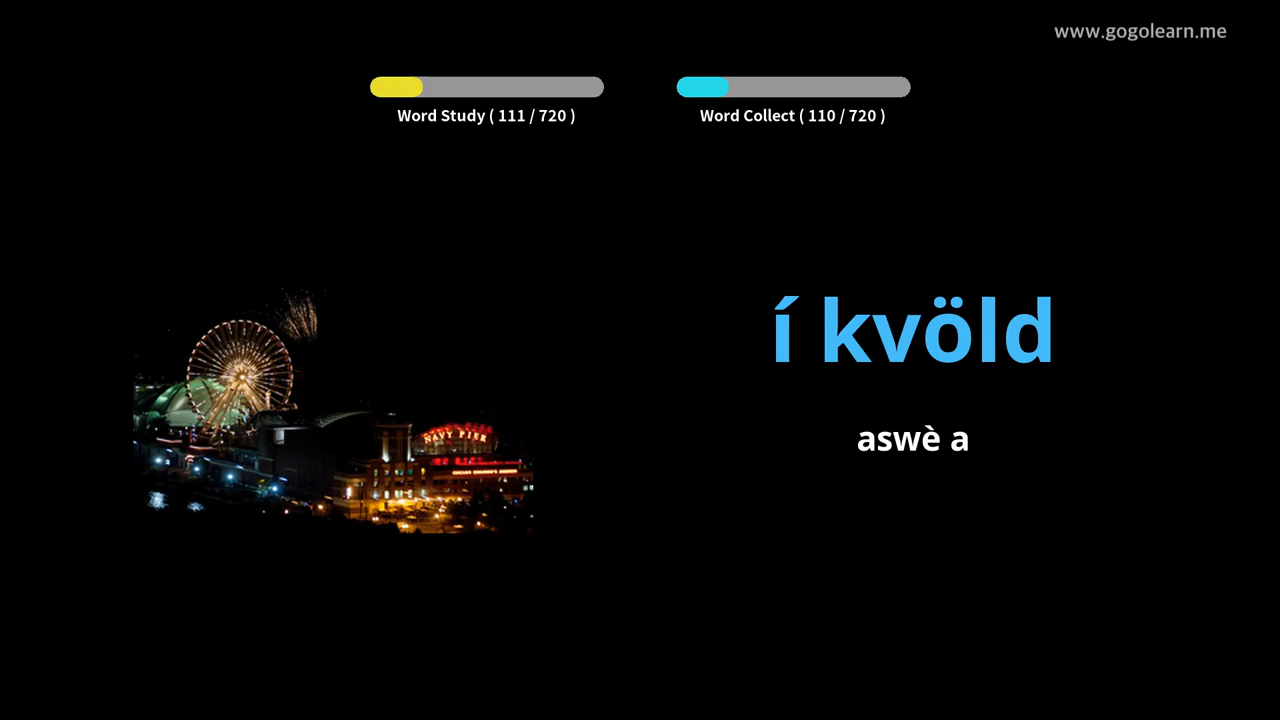 www.gogolearn.me
Word Study ( 111 / 720 )
Word Collect ( 110 / 720 )
í kvöld
aswè a
NAVY PIER